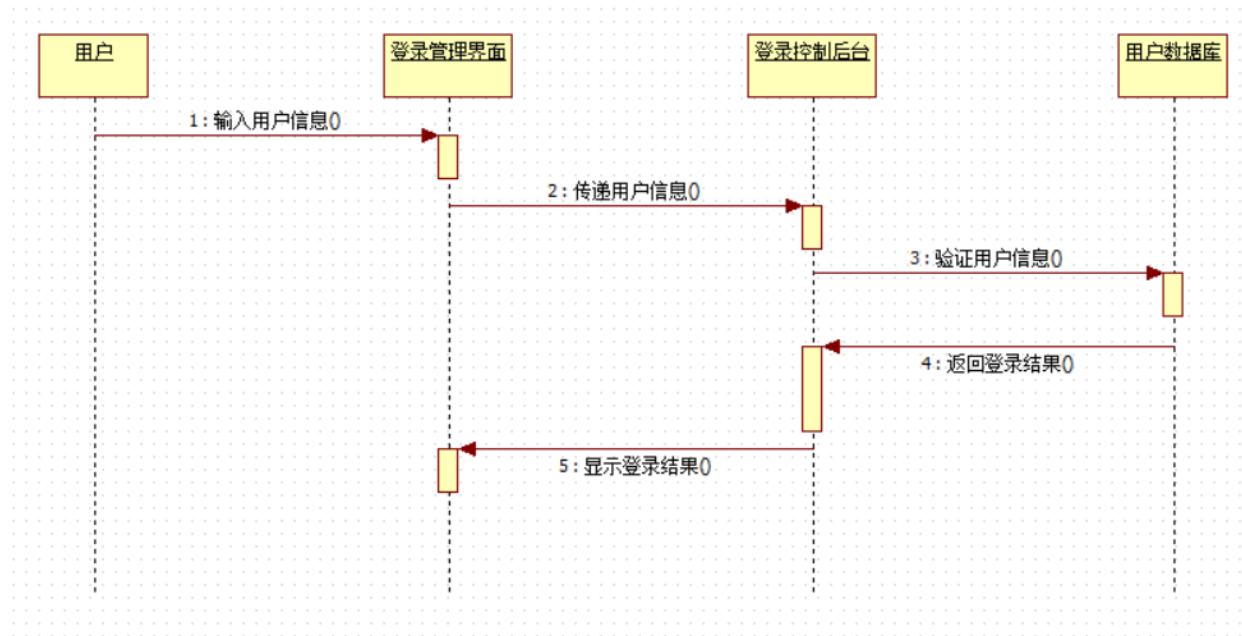 用户
登录管理界面
登录控制后台
用户数据库
1:输入用户信息()
2:传递用户信息()
3:验证用户信息()
4:返回登录结果()
5:显示登录结果()